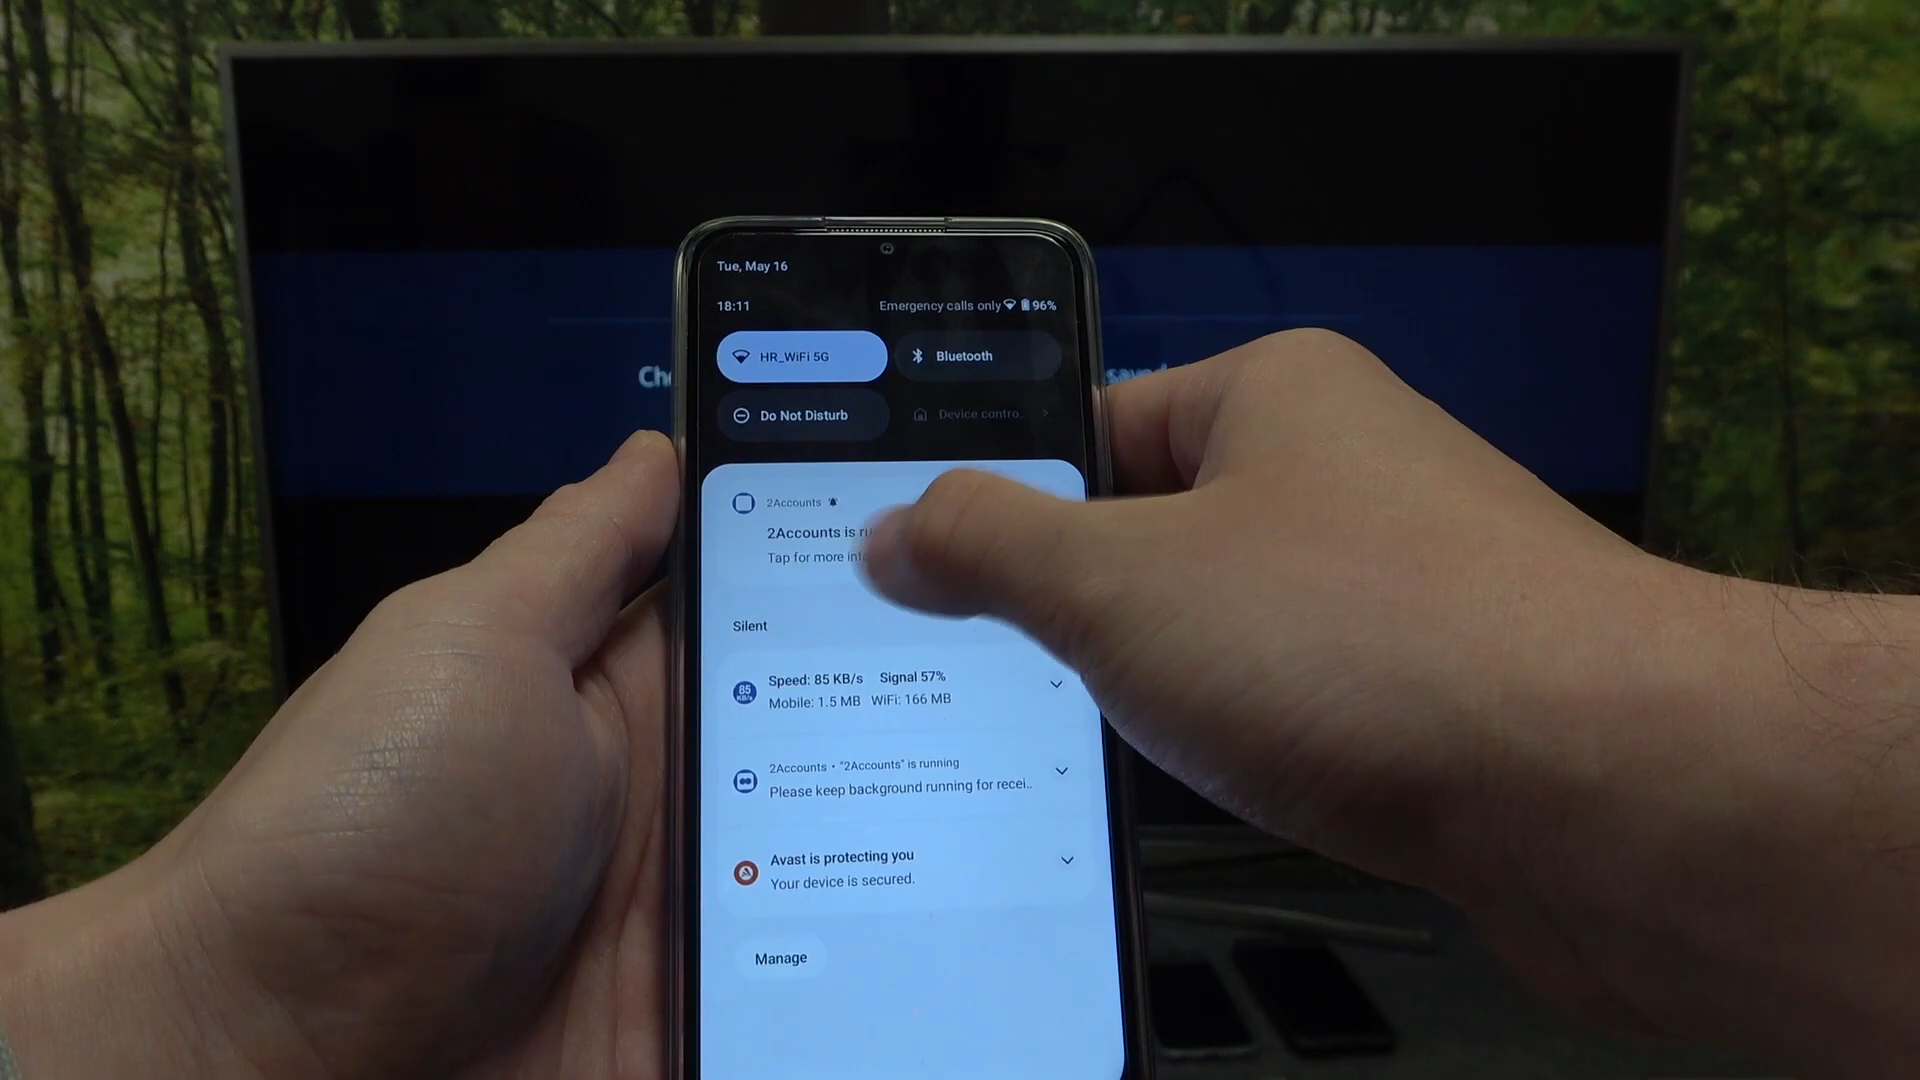 Tue, May 16
18:11 Emergency calls only 96%
HR_WiFi 5G Bluetooth
Do Not Disturb Device contro..
2Accounts
2Accounts is
Tap for more
Silent
85 KB/s
Speed: 85 KB/s Signal 57%
Mobile: 1.5 MB WiFi: 166 MB
2Accounts • "2Accounts" is running
Please keep background running for recei..
Avast is protecting you
Your device is secured.
Manage